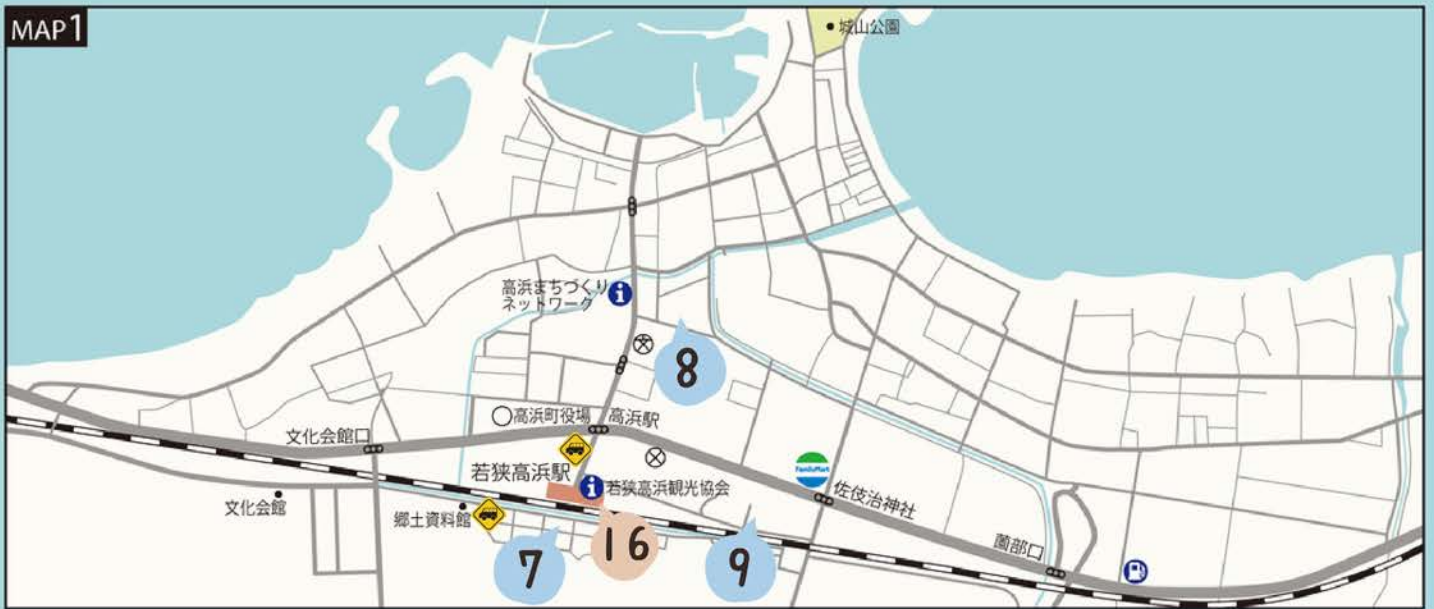 MAP1
城山公園
高浜まちづくり
ネットワーク
8
高浜町役場
高浜駅
文化会館口
若狭高浜駅
FamilyMart
若狭高浜観光協会
佐伎治神社
文化会館
郷土資料館
薗部口
7
16
9